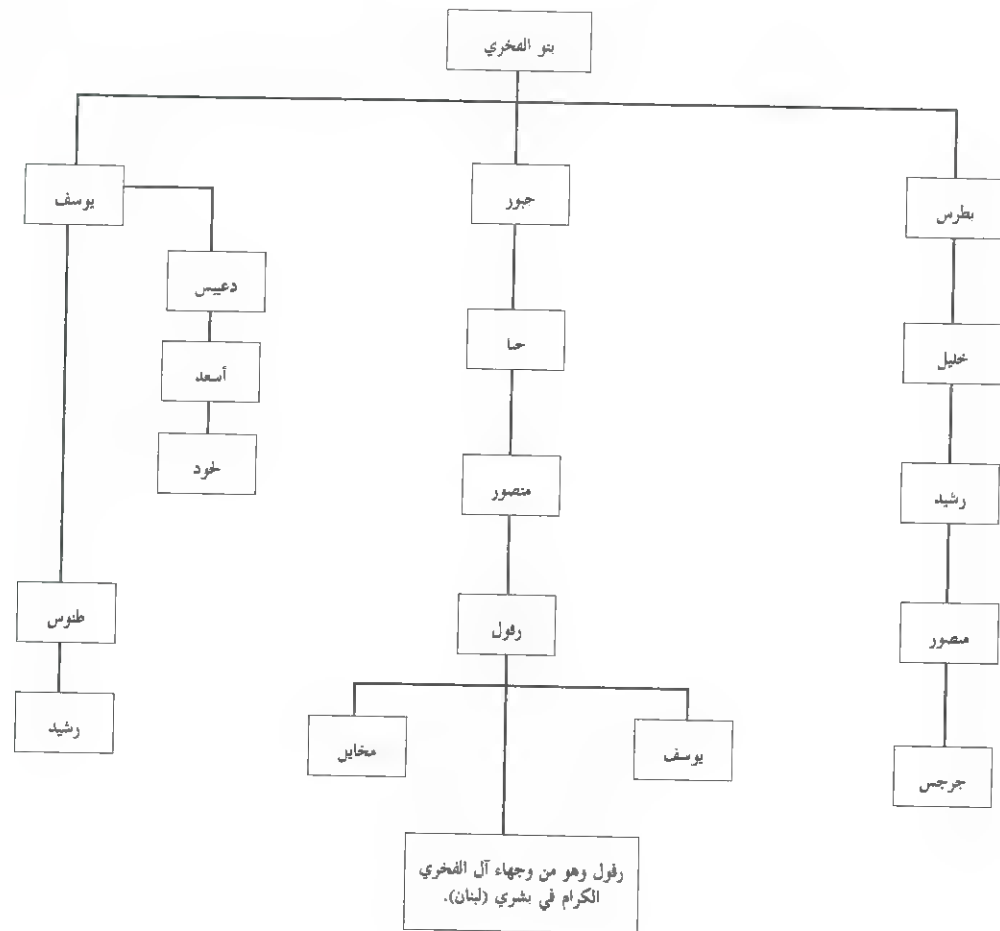 بنو الفخري
بطرس
جبور
يوسف
خليل
حنا
دعيبس
رشيد
منصور
أسعد
منصور
رفول
لحود
طنوس
جرجس
يوسف
مخايل
رشيد
رفول وهو من وجهاء آل الفخري
الكرام في بشري (لبنان).